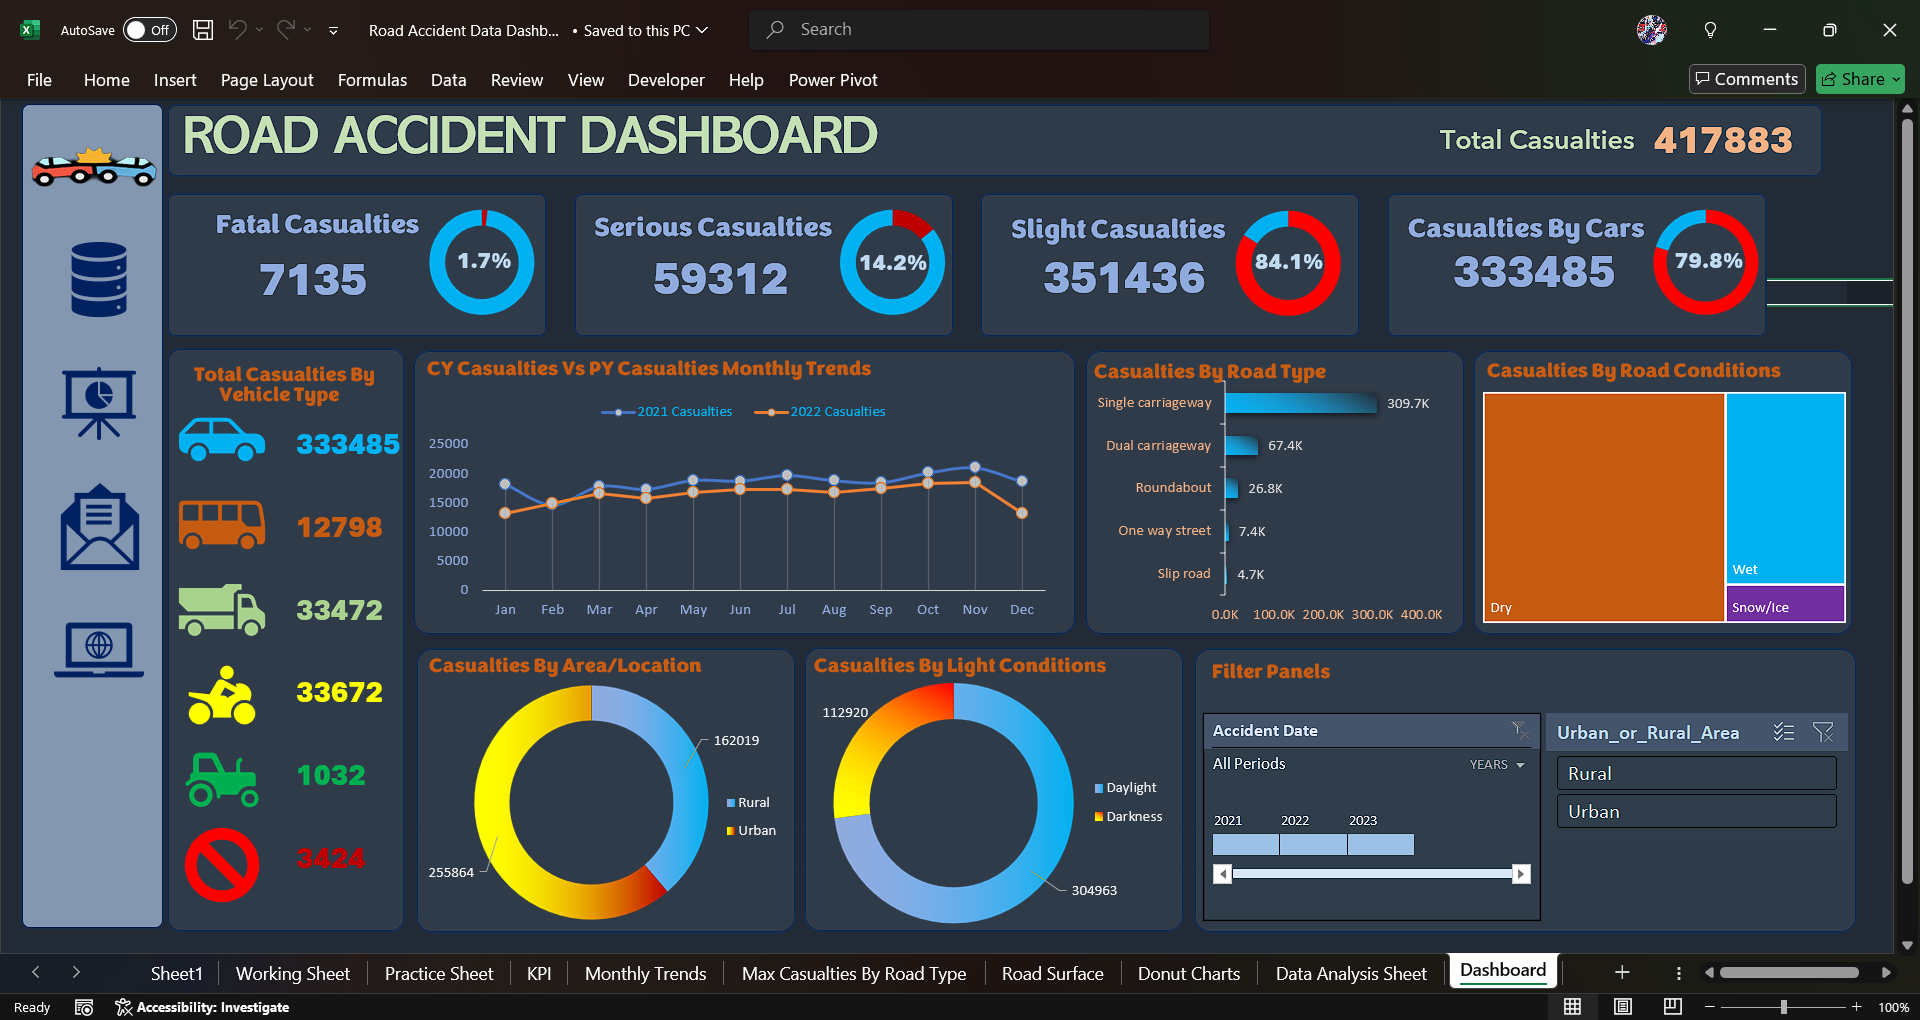 AutoSave Off Road Accident Data Dashb... • Saved to this PC Search
File Home Insert Page Layout Formulas Data Review View Developer Help Power Pivot Comments Share
ROAD ACCIDENT DASHBOARD
Total Casualties 417883
Fatal Casualties
7135
1.7%
Serious Casualties
59312
14.2%
Slight Casualties
351436
84.1%
Casualties By Cars
333485
79.8%
Total Casualties By
Vehicle Type
333485
12798
33472
33672
1032
3424
CY Casualties Vs PY Casualties Monthly Trends
2021 Casualties 2022 Casualties
25000
20000
15000
10000
5000
0
Jan Feb Mar Apr May Jun Jul Aug Sep Oct Nov Dec
Casualties By Road Type
Single carriageway 309.7K
Dual carriageway 67.4K
Roundabout 26.8K
One way street 7.4K
Slip road 4.7K
0.0K 100.0K 200.0K 300.0K 400.0K
Casualties By Road Conditions
Wet
Dry
Snow/Ice
Casualties By Area/Location
162019
Rural
Urban
255864
Casualties By Light Conditions
112920
Daylight
Darkness
304963
Filter Panels
Accident Date
All Periods YEARS
2021 2022 2023
Urban_or_Rural_Area
Rural
Urban
Sheet1 Working Sheet Practice Sheet KPI Monthly Trends Max Casualties By Road Type Road Surface Donut Charts Data Analysis Sheet Dashboard
Ready Accessibility: Investigate 100%